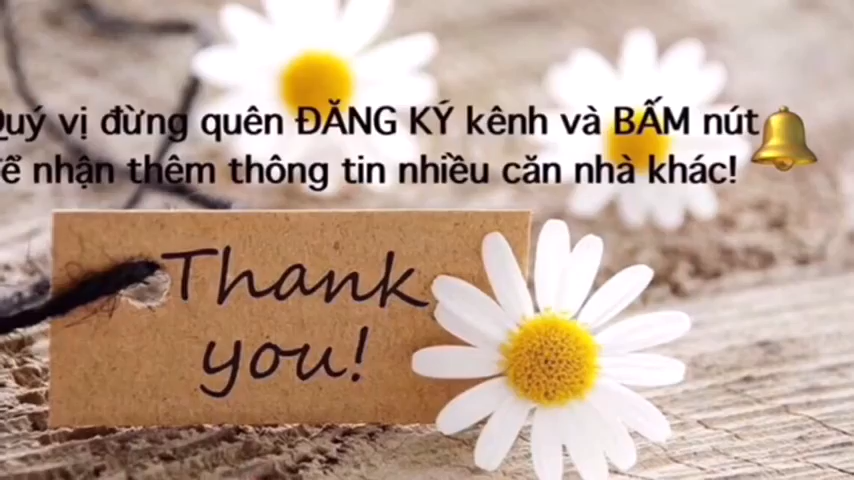 Quý vị đừng quên ĐĂNG KÝ kênh và BẤM nút🔔
để nhận thêm thông tin nhiều căn nhà khác!
Thank
you!